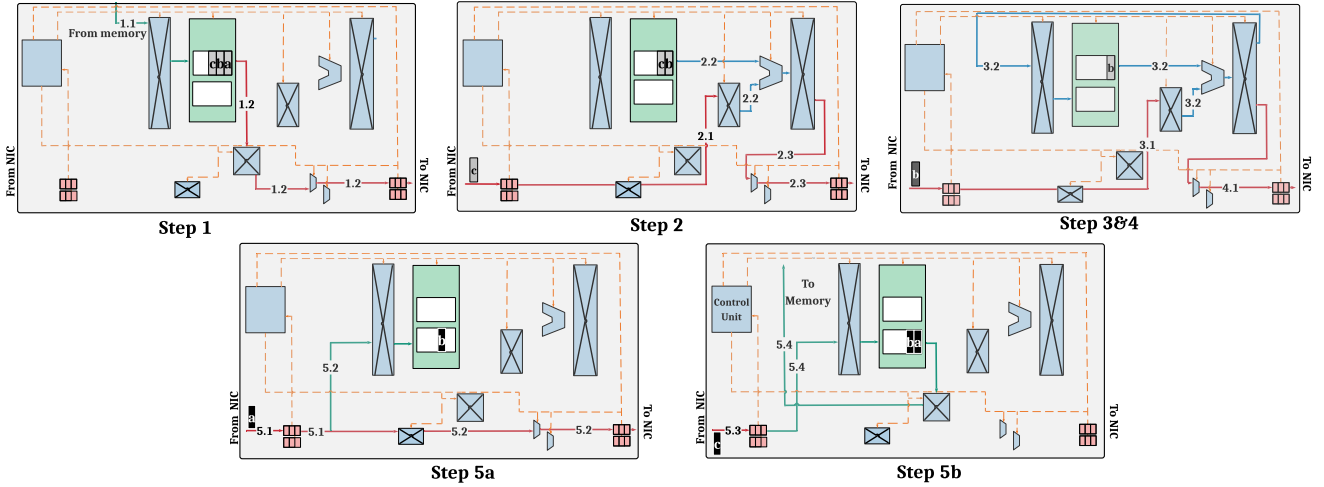 1.1
From memory
cba
1.2
1.2
1.2
From NIC
To NIC
Step 1
cb
2.2
2.2
2.1
2.3
2.3
c
From NIC
To NIC
Step 2
3.2
b
3.2
3.2
3.1
4.1
b
From NIC
To NIC
Step 3&4
b
5.2
a
5.1
5.1
5.2
5.2
From NIC
To NIC
Step 5a
Control
Unit
To
Memory
5.4
5.4
ba
5.3
c
From NIC
To NIC
Step 5b